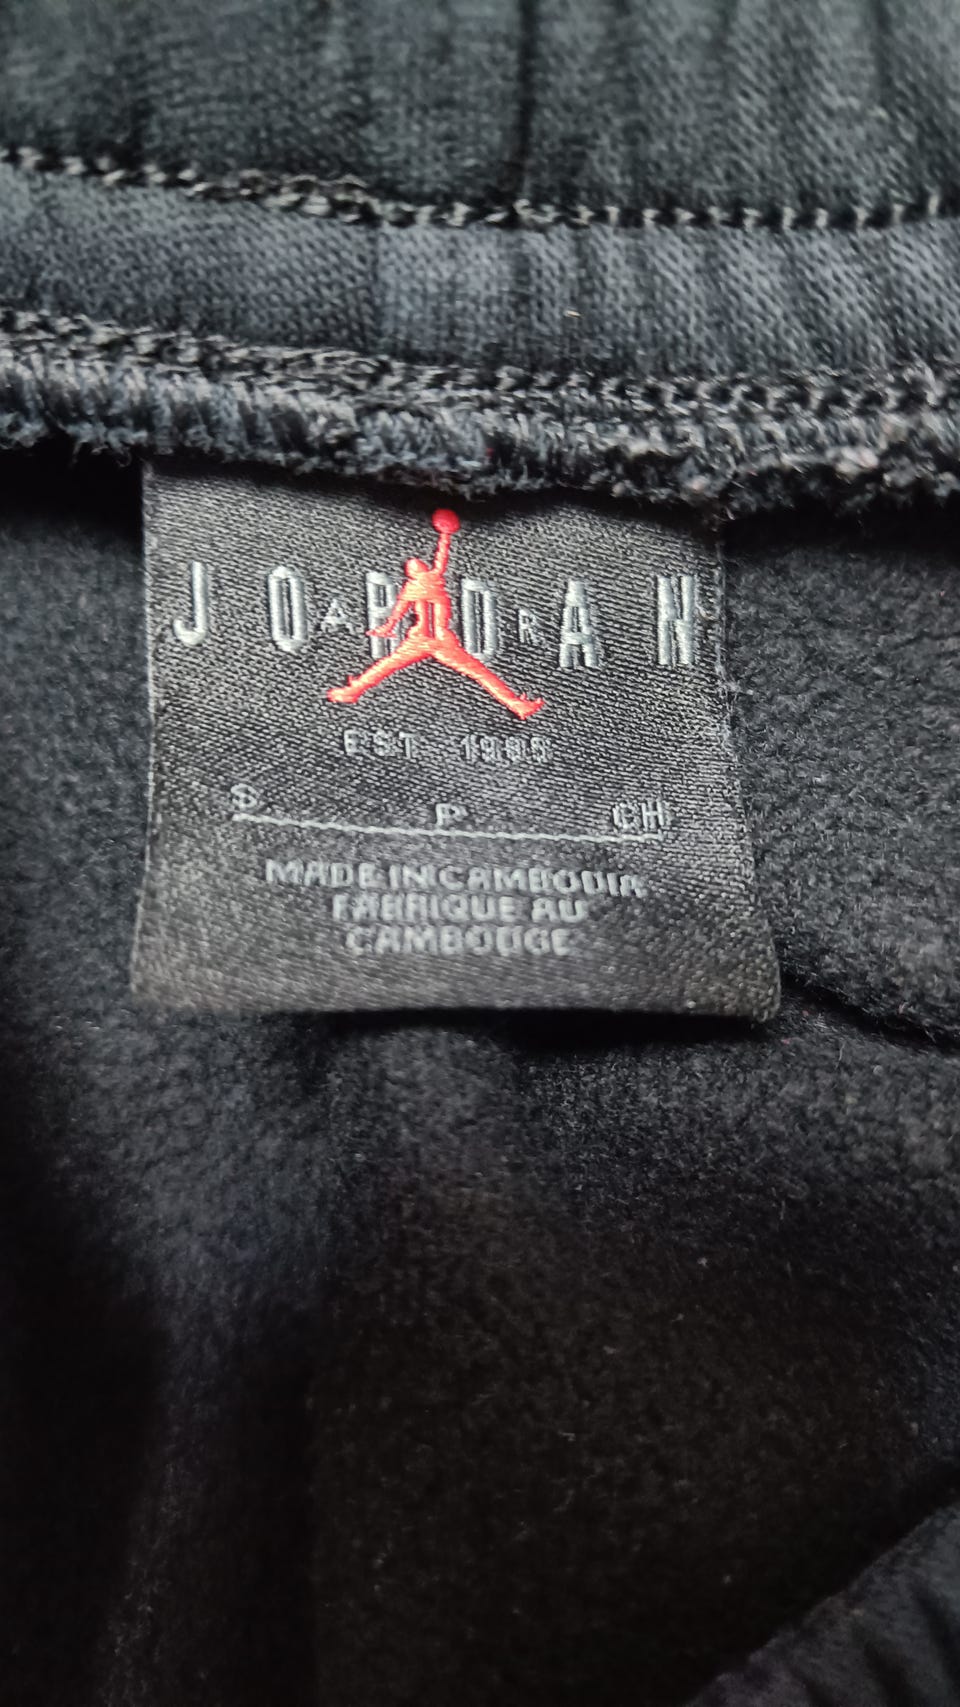 JORDAN
AIR
EST. 1985
S P CH
MADE IN CAMBODIA
FABRIQUE AU
CAMBODGE